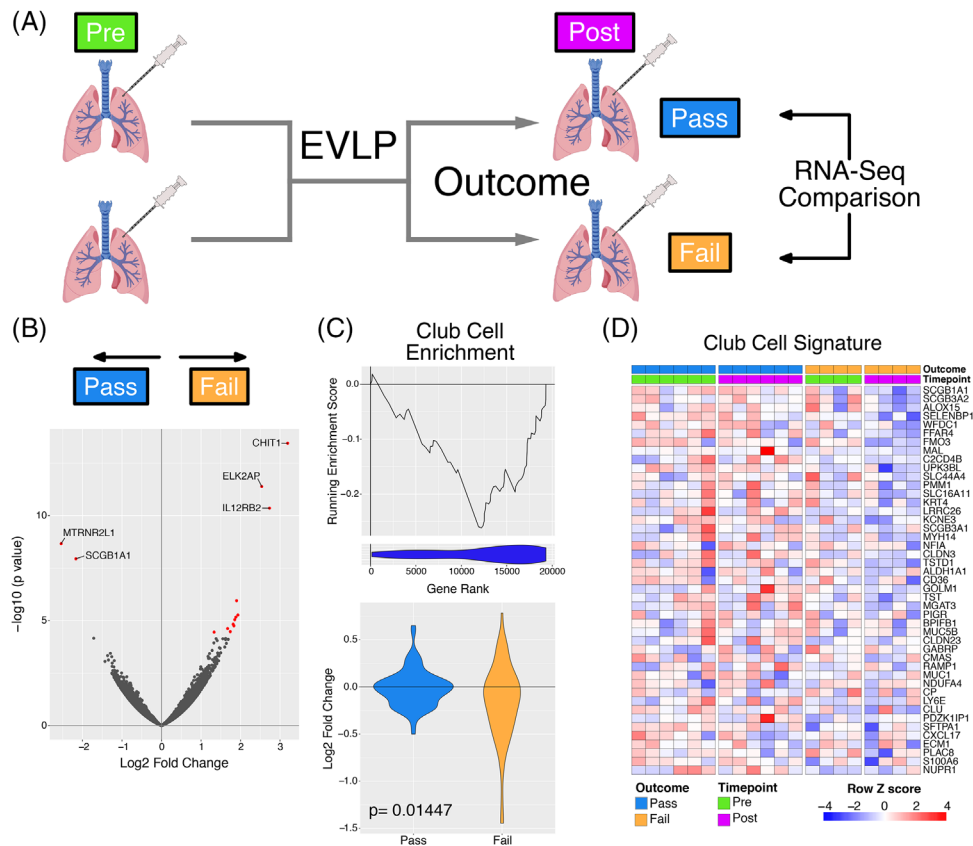 (A)
Pre
Post
EVLP
Outcome
Pass
Fail
RNA-Seq
Comparison
(B)
Pass
Fail
CHIT1
ELK2AP
IL12RB2
MTRNR2L1
SCGB1A1
10
5
0
-2
-1
0
1
2
3
−log10 (p value)
Log2 Fold Change
(C)
Club Cell
Enrichment
0.0
-0.1
-0.2
Running Enrichment Score
0
5000
10000
15000
20000
Gene Rank
0.5
0.0
-0.5
-1.0
-1.5
Log2 Fold Change
p= 0.01447
Pass
Fail
(D)
Club Cell Signature
Outcome
Timepoint
SCGB1A1
SCGB3A2
ALOX15
SELENBP1
WFDC1
FFAR4
FMO3
MAL
C2CD4B
UPK3BL
SLC44A4
PMM1
SLC16A11
KRT4
LRRC26
KCNE3
SCGB3A1
MYH14
NFIA
CLDN3
TSTD1
ALDH1A1
CD36
GOLM1
TST
MGAT3
PIGR
BPIFB1
MUC5B
CLDN23
GABRP
CMAS
RAMP1
MUC1
NDUFA4
CP
LY6E
CLU
PDZK1IP1
SFTPA1
CXCL17
ECM1
PLAC8
S100A6
NUPR1
Outcome
Pass
Fail
Timepoint
Pre
Post
Row Z score
−4 −2 0 2 4